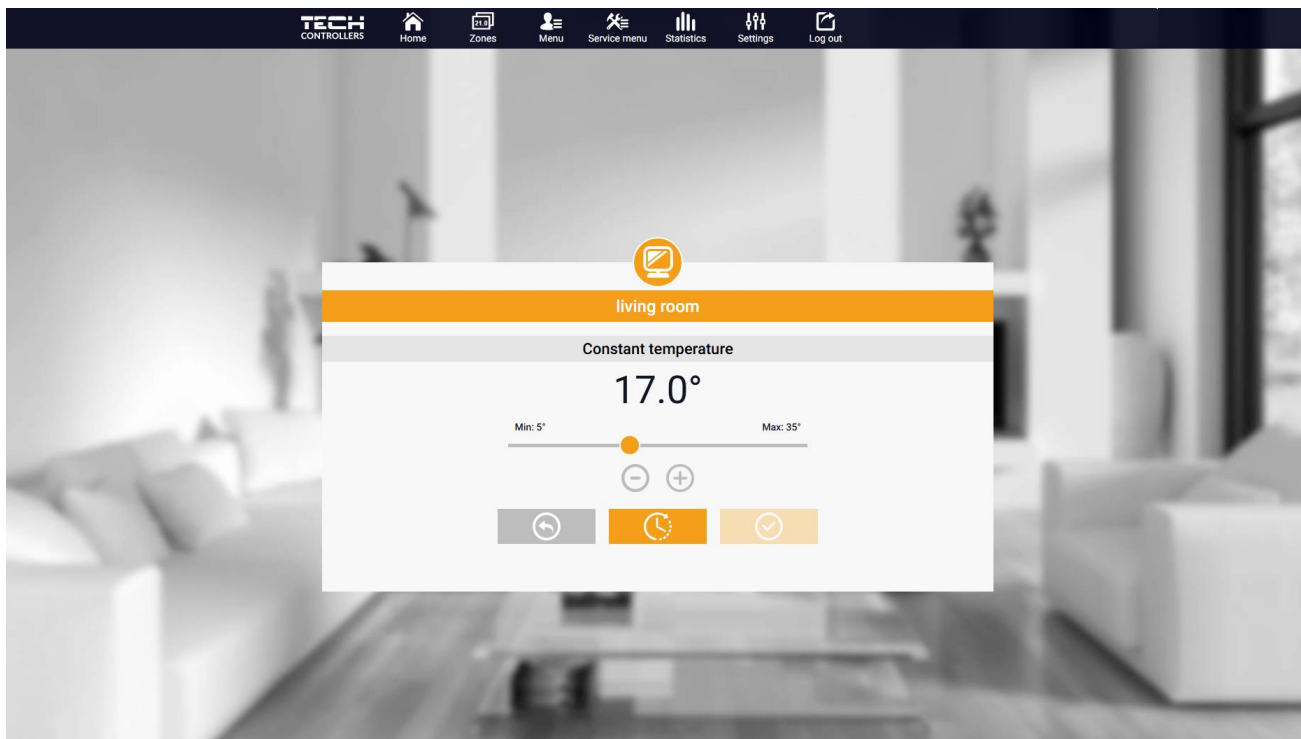 TECH
CONTROLLERS
Home
21.0
Zones
Menu
Service menu
Statistics
Settings
Log out
living room
Constant temperature
17.0°
Min: 5°
Max: 35°